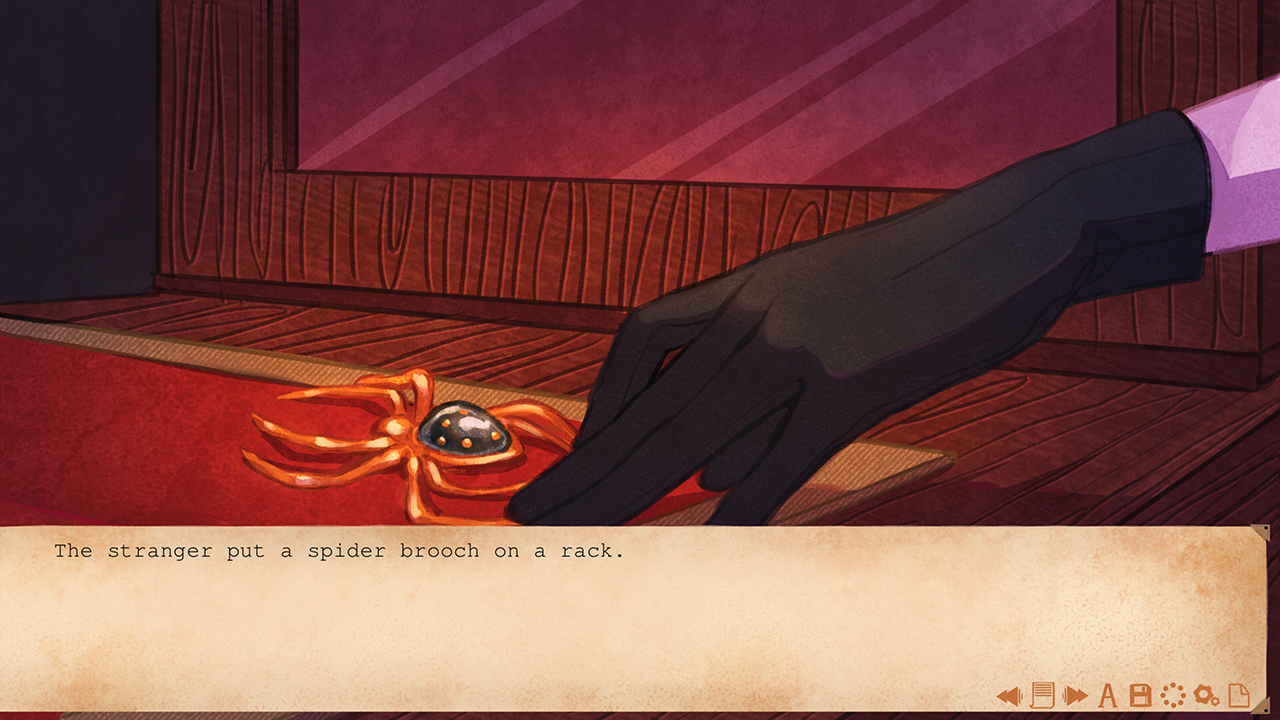 The stranger put a spider brooch on a rack.